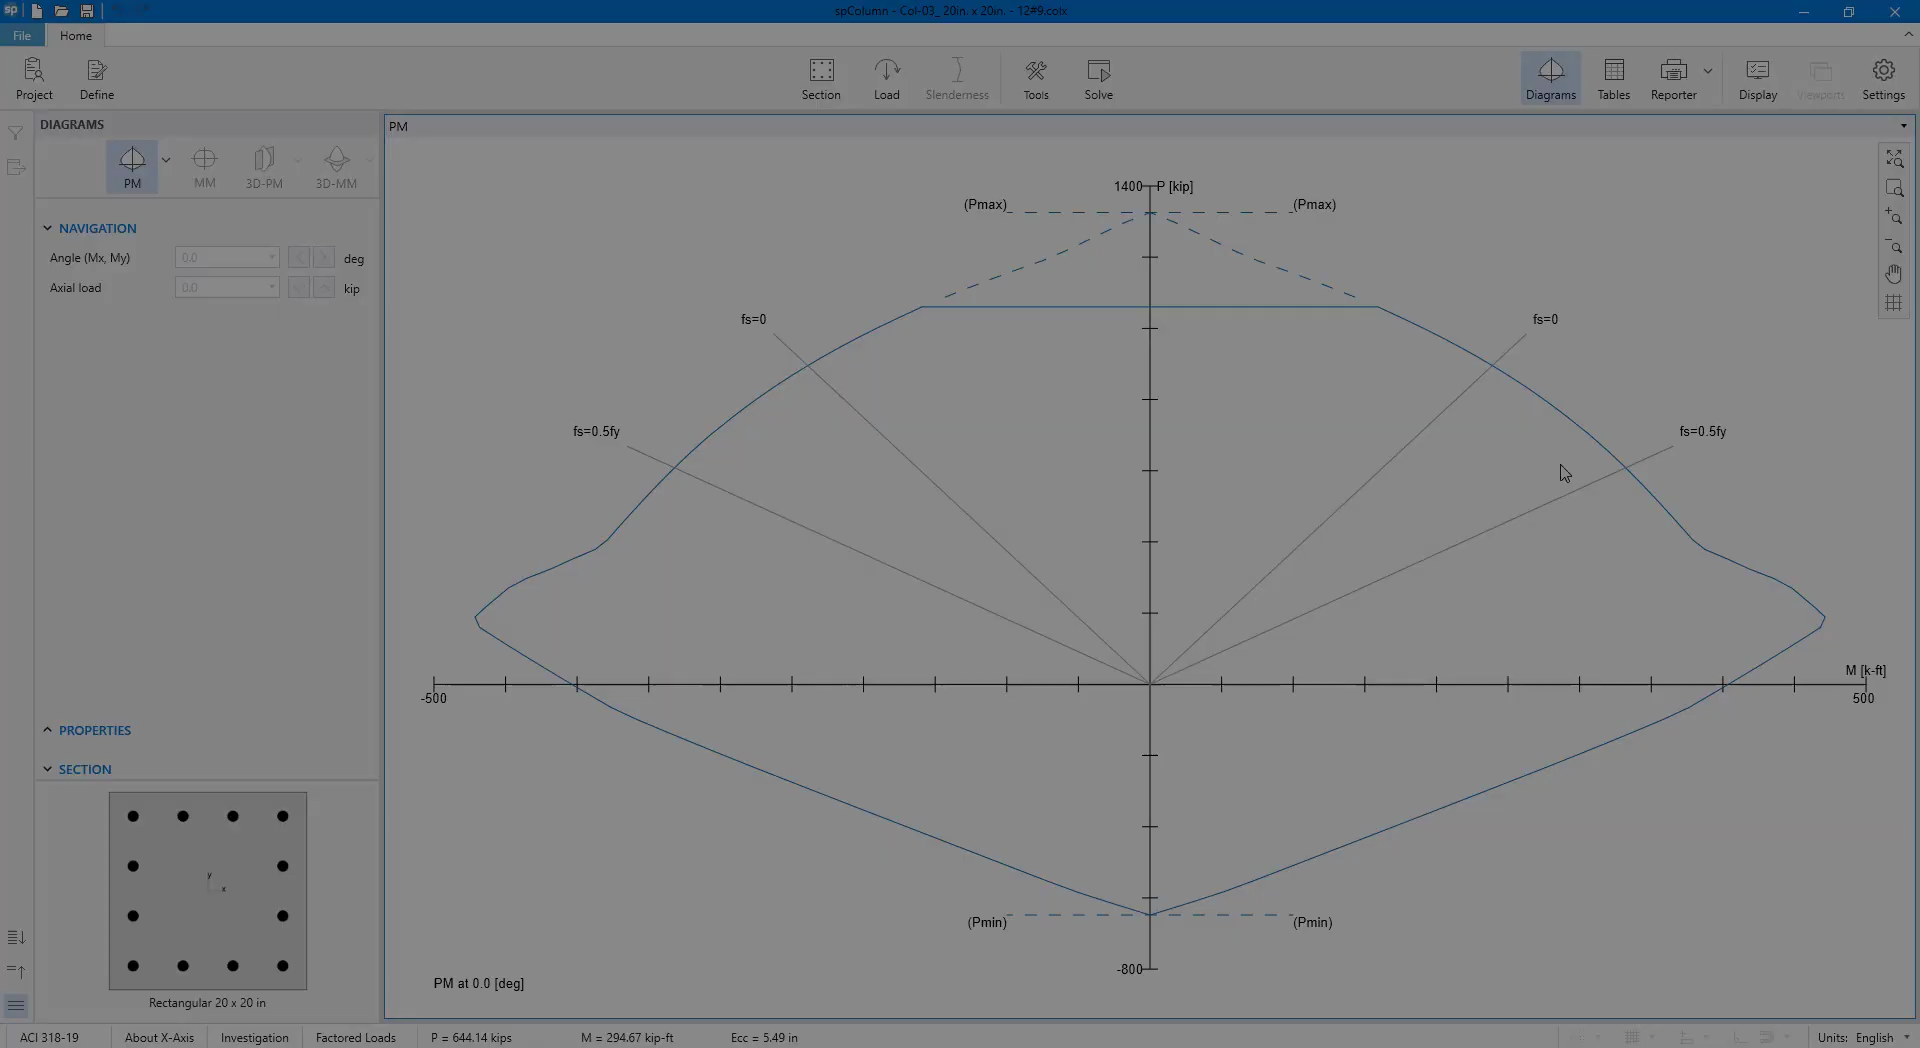 sp
spColumn - Col-03_ 20in. x 20in. - 12#9.colx
File
Home
Project
Define
Section
Load
Slenderness
Tools
Solve
Diagrams
Tables
Reporter
Display
Viewports
Settings
DIAGRAMS
PM
MM
3D-PM
3D-MM
NAVIGATION
Angle (Mx, My)
0.0
deg
Axial load
0.0
kip
PROPERTIES
SECTION
y
x
Rectangular 20 x 20 in
PM
1400
P [kip]
(Pmax)
(Pmax)
fs=0
fs=0
fs=0.5fy
fs=0.5fy
M [k-ft]
-500
500
(Pmin)
(Pmin)
-800
PM at 0.0 [deg]
ACI 318-19
About X-Axis
Investigation
Factored Loads
P = 644.14 kips
M = 294.67 kip-ft
Ecc = 5.49 in
Units: English